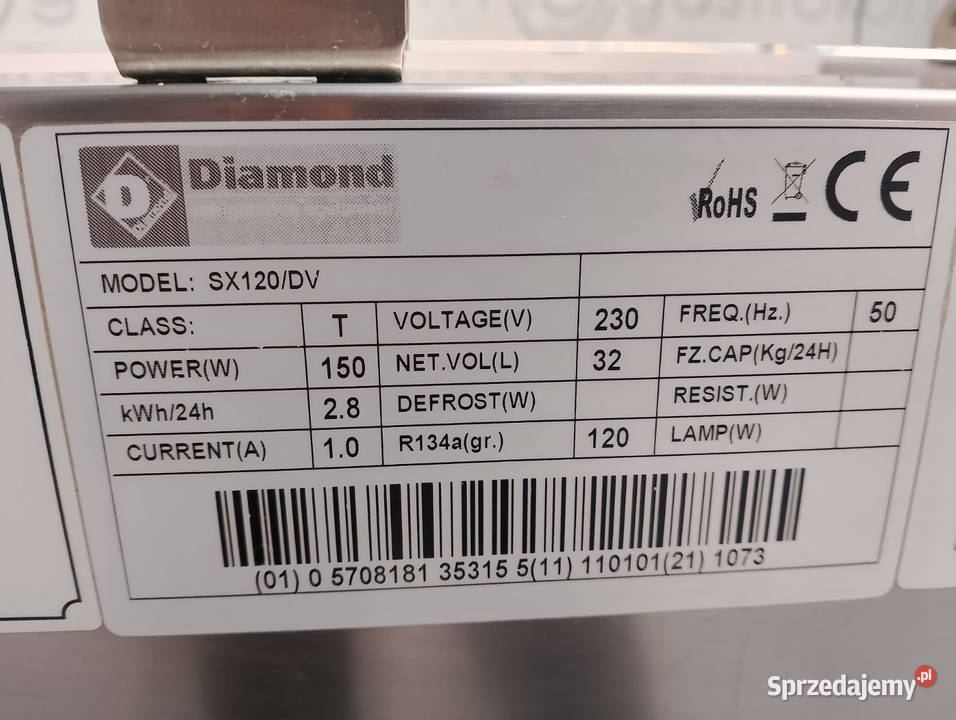 Diamond
RoHS
CE
MODEL: SX120/DV
CLASS: T VOLTAGE(V) 230 FREQ.(Hz.) 50
POWER(W) 150 NET.VOL(L) 32 FZ.CAP(Kg/24H)
kWh/24h 2.8 DEFROST(W) RESIST.(W)
CURRENT(A) 1.0 R134a(gr.) 120 LAMP(W)
(01) 0 5708181 35315 5(11) 110101(21) 1073
Sprzedajemy.pl